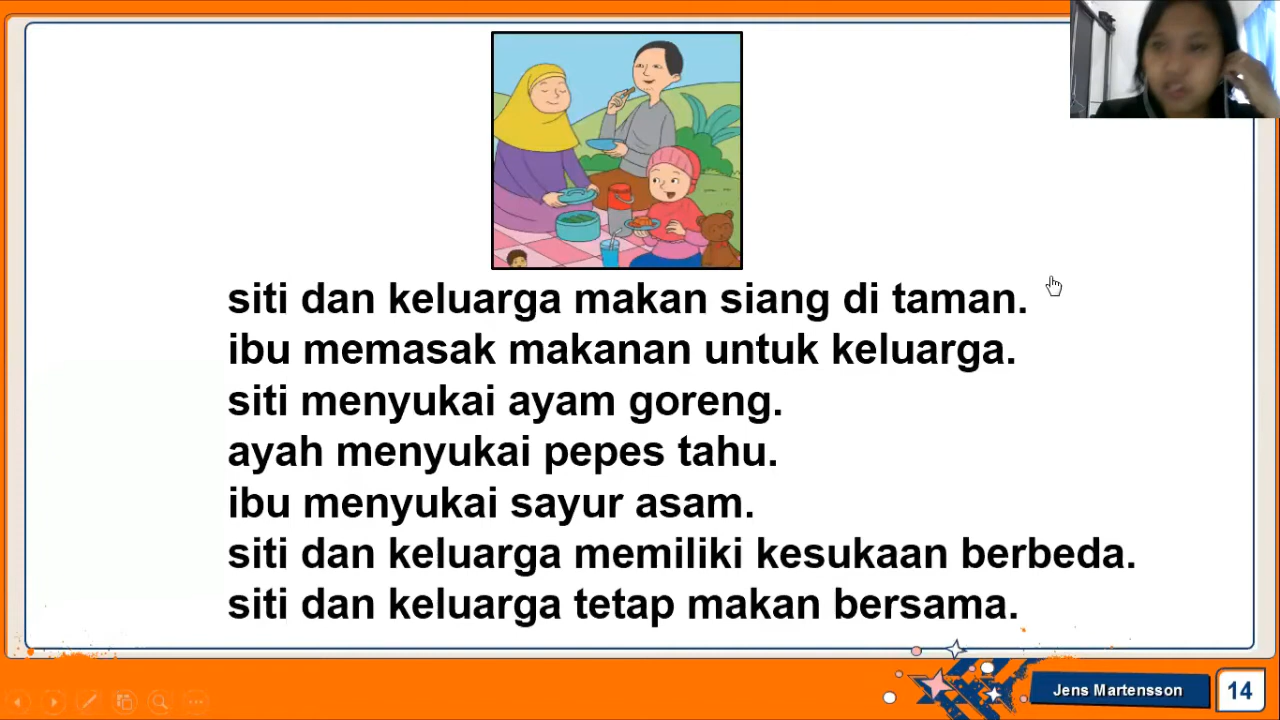 siti dan keluarga makan siang di taman.
ibu memasak makanan untuk keluarga.
siti menyukai ayam goreng.
ayah menyukai pepes tahu.
ibu menyukai sayur asam.
siti dan keluarga memiliki kesukaan berbeda.
siti dan keluarga tetap makan bersama.
Jens Martensson
14